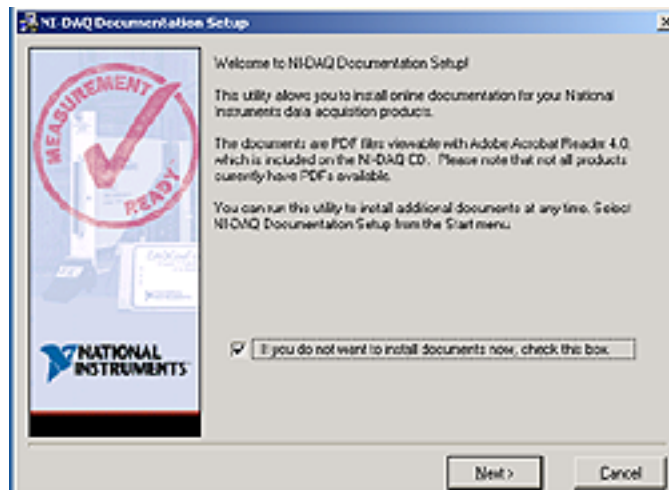 NI-DAQ Documentation Setup
Welcome to NI-DAQ Documentation Setup!
This utility allows you to install online documentation for your National
Instruments data acquisition products.
The documents are PDF files viewable with Adobe Acrobat Reader 4.0,
which is included on the NI-DAQ CD. Please note that not all products
currently have PDFs available.
You can run this utility to install additional documents at any time. Select
NI-DAQ Documentation Setup from the Start menu.
MEASUREMENT
READY
NATIONAL
INSTRUMENTS
If you do not want to install documents now, check this box.
Next >
Cancel